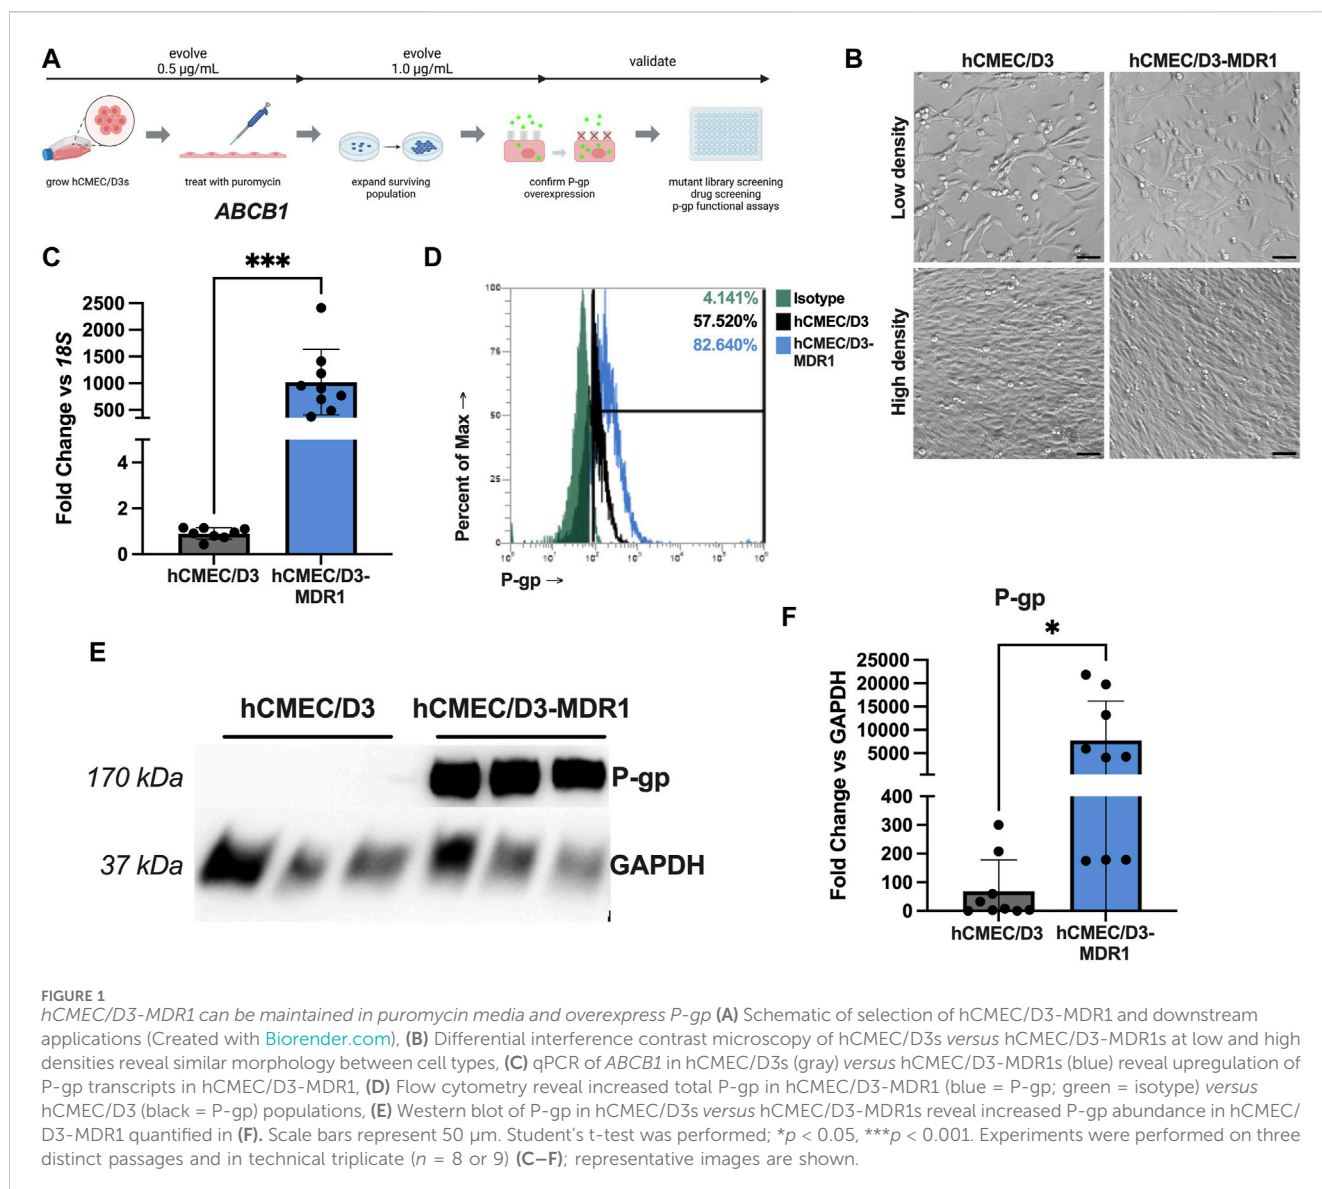 A
evolve
0.5 µg/mL
evolve
1.0 µg/mL
validate
grow hCMEC/D3s
treat with puromycin
expand surviving
population
confirm P-gp
overexpression
mutant library screening
drug screening
p-gp functional assays
B
hCMEC/D3
hCMEC/D3-MDR1
Low density
High density
C
ABCB1
***
Fold Change vs 18S
2500
2000
1500
1000
500
4
2
0
hCMEC/D3
hCMEC/D3-
MDR1
D
Percent of Max →
100
75
50
25
0
10⁰
10¹
10²
10³
10⁴
10⁵
10⁶
P-gp →
4.141%
57.520%
82.640%
Isotype
hCMEC/D3
hCMEC/D3-
MDR1
E
hCMEC/D3
hCMEC/D3-MDR1
170 kDa
P-gp
37 kDa
GAPDH
F
P-gp
*
Fold Change vs GAPDH
25000
20000
15000
10000
5000
400
300
200
100
0
hCMEC/D3
hCMEC/D3-
MDR1
FIGURE 1
hCMEC/D3-MDR1 can be maintained in puromycin media and overexpress P-gp (A) Schematic of selection of hCMEC/D3-MDR1 and downstream
applications (Created with Biorender.com), (B) Differential interference contrast microscopy of hCMEC/D3s versus hCMEC/D3-MDR1s at low and high
densities reveal similar morphology between cell types, (C) qPCR of ABCB1 in hCMEC/D3s (gray) versus hCMEC/D3-MDR1s (blue) reveal upregulation of
P-gp transcripts in hCMEC/D3-MDR1, (D) Flow cytometry reveal increased total P-gp in hCMEC/D3-MDR1 (blue = P-gp; green = isotype) versus
hCMEC/D3 (black = P-gp) populations, (E) Western blot of P-gp in hCMEC/D3s versus hCMEC/D3-MDR1s reveal increased P-gp abundance in hCMEC/
D3-MDR1 quantified in (F). Scale bars represent 50 µm. Student's t-test was performed; *p < 0.05, ***p < 0.001. Experiments were performed on three
distinct passages and in technical triplicate (n = 8 or 9) (C–F); representative images are shown.